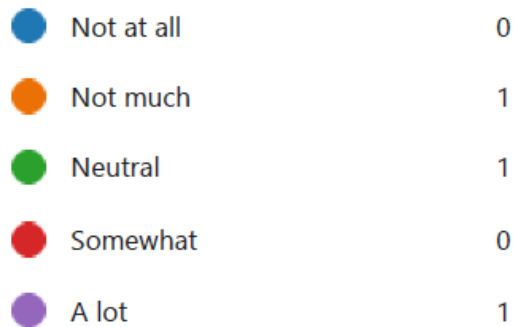 Not at all 0
Not much 1
Neutral 1
Somewhat 0
A lot 1